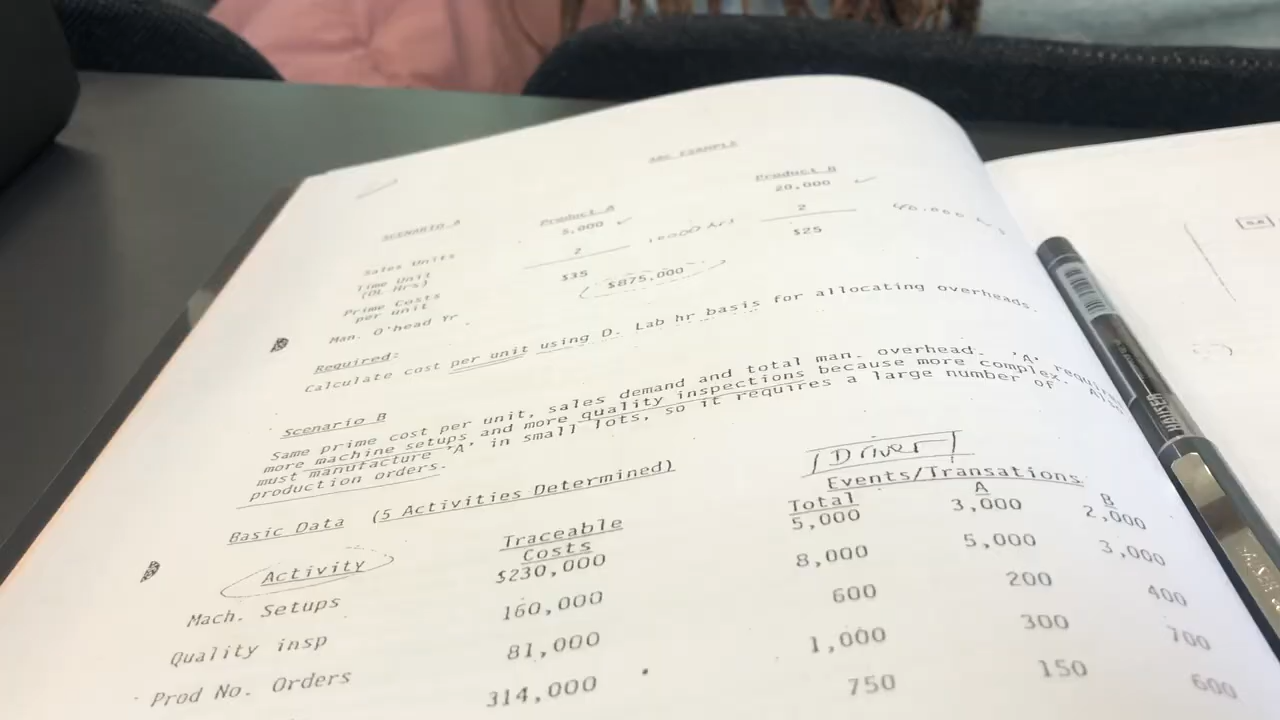 ABC EXAMPLE
SCENARIO A Product A Product B
Sales Units 5,000 20,000
Time Unit 2 2
(DL Hrs)
Prime Costs $35 $25
per unit
Man. O'head Yr $875,000
Required:
Calculate cost per unit using D. Lab hr basis for allocating overheads.
Scenario B
Same prime cost per unit, sales demand and total man. overhead. 'A' requires
more machine setups and more quality inspections because more complex. Also
must manufacture 'A' in small lots, so it requires a large number of
production orders.
[Driver]
Basic Data (5 Activities Determined) Events/Transations
Activity Traceable Total A B
Costs
Mach. Setups $230,000 5,000 3,000 2,000
Quality insp 160,000 8,000 5,000 3,000
Prod No. Orders 81,000 600 200 400
314,000 1,000 300 700
750 150 600
HAUSER